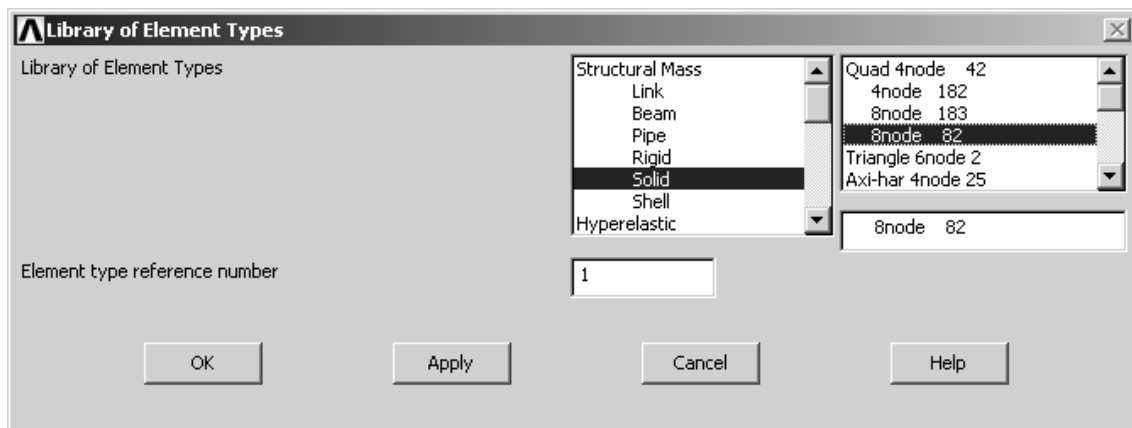 Library of Element Types
Library of Element Types
Structural Mass
Link
Beam
Pipe
Rigid
Solid
Shell
Hyperelastic
Quad 4node 42
4node 182
8node 183
8node 82
Triangle 6node 2
Axi-har 4node 25
8node 82
Element type reference number
1
OK
Apply
Cancel
Help